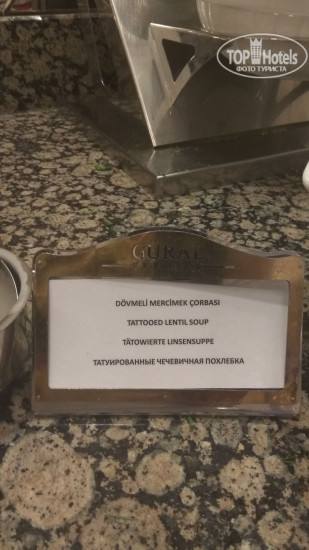 TOP Hotels
ФОТО ТУРИСТА
GURAL
DÖVMELİ MERCİMEK ÇORBASI
TATTOOED LENTIL SOUP
TÄTOWIERTE LINSENSUPPE
ТАТУИРОВАННЫЕ ЧЕЧЕВИЧНАЯ ПОХЛЕБКА